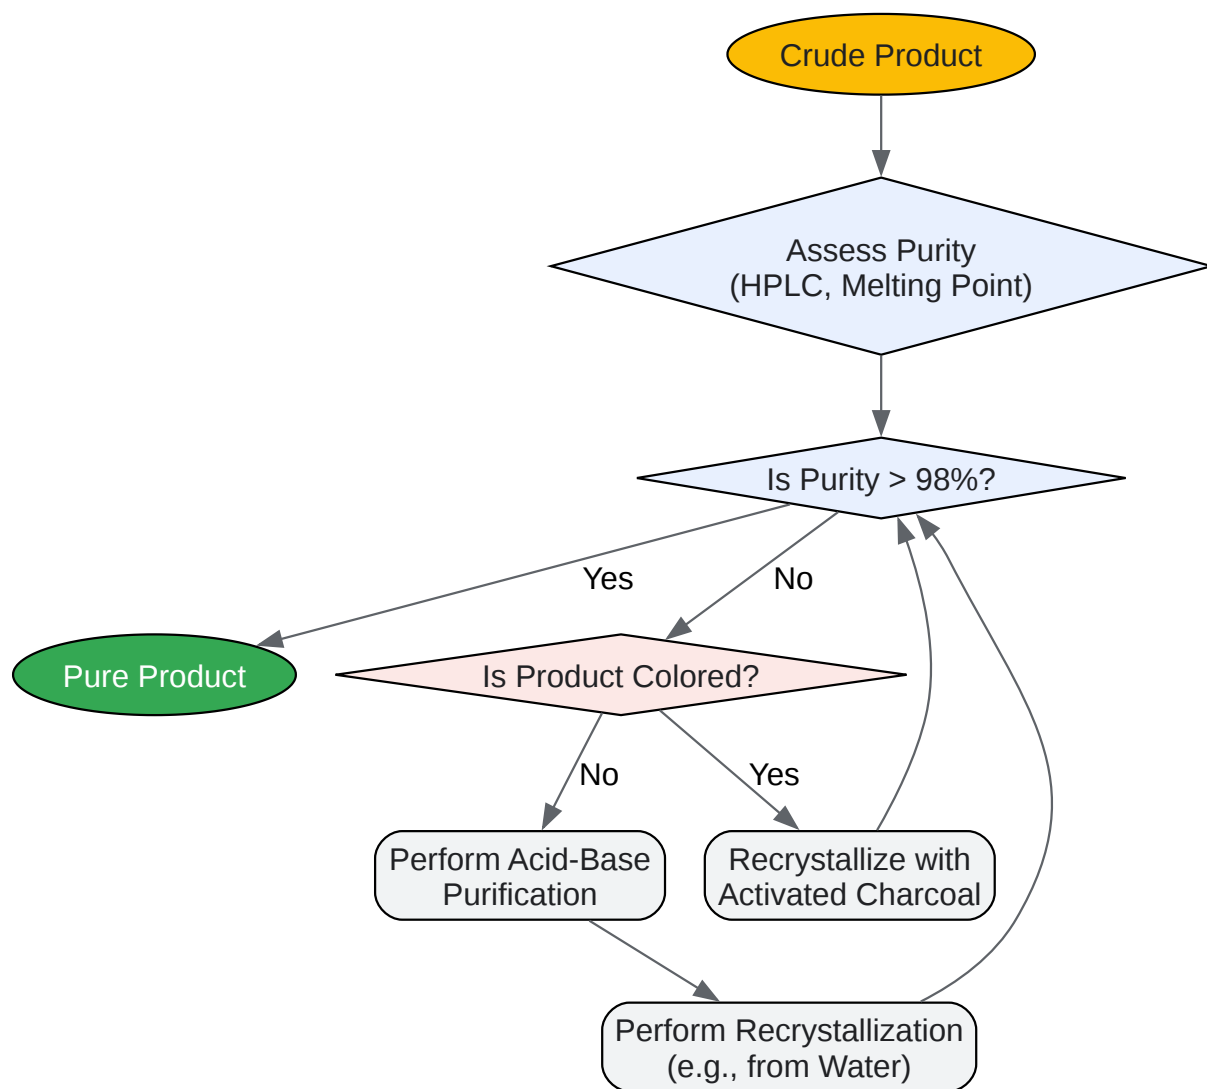 Crude Product
Assess Purity
(HPLC, Melting Point)
Is Purity > 98%?
Yes
No
Pure Product
Is Product Colored?
No
Yes
Perform Acid-Base
Purification
Recrystallize with
Activated Charcoal
Perform Recrystallization
(e.g., from Water)